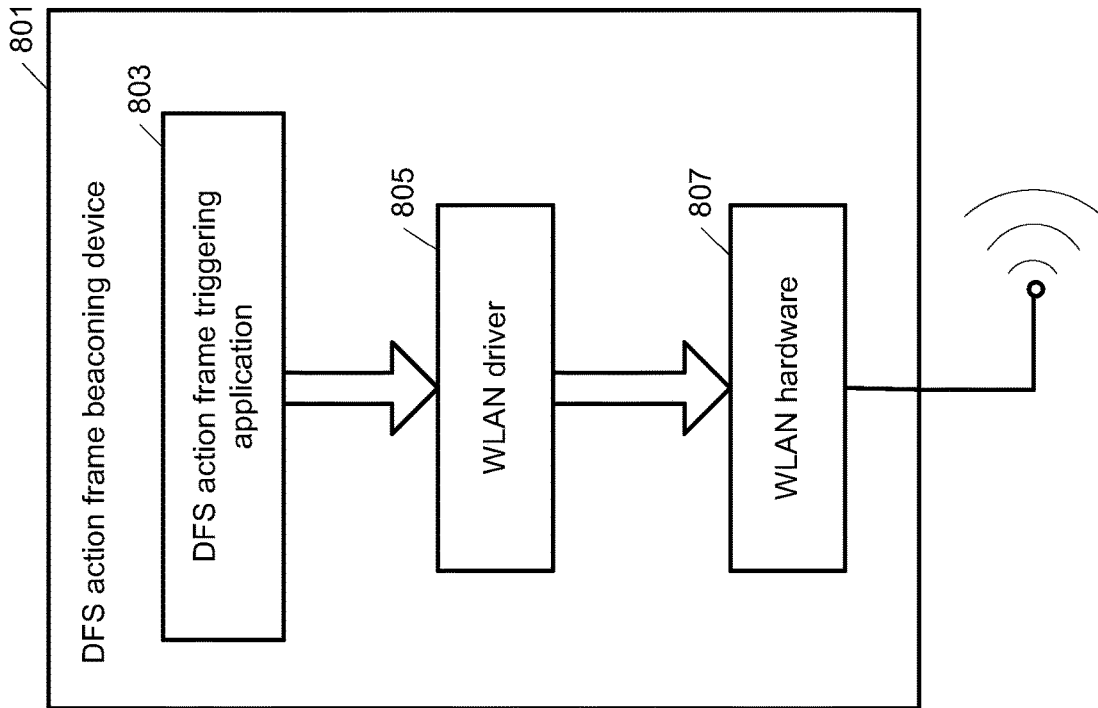 801
DFS action frame beaconing device
803
DFS action frame triggering
application
805
WLAN driver
807
WLAN hardware